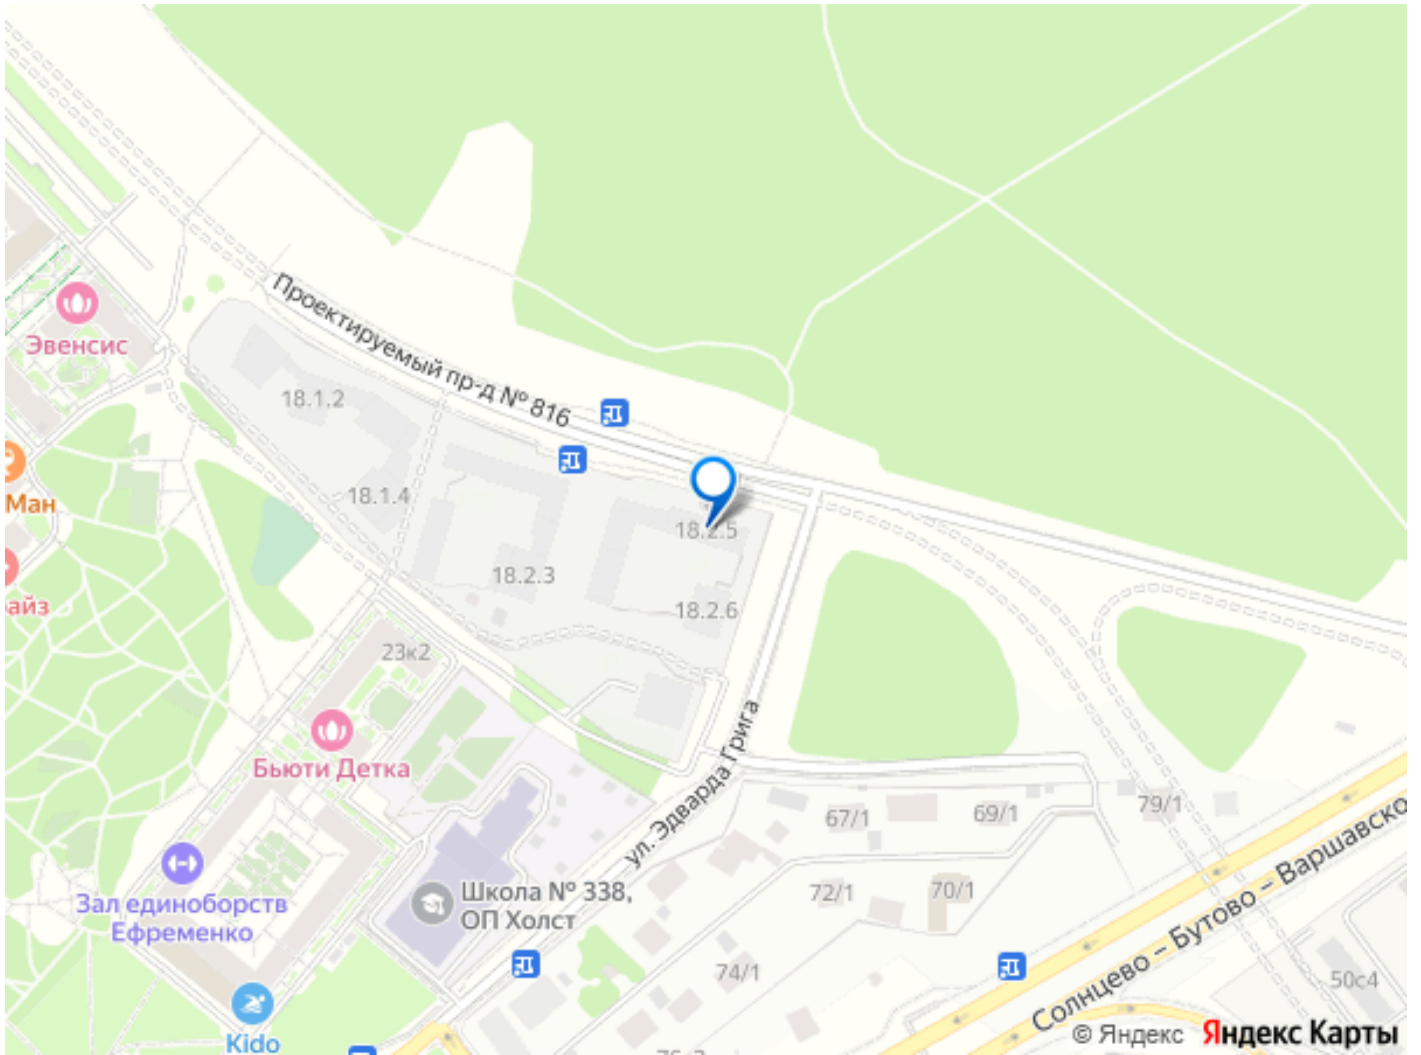 Эвенсис
Проектируемый пр-д № 816
18.1.2
18.1.4
Ман
18.2.5
18.2.3
айз
18.2.6
23к2
Бьюти Детка
ул. Эдварда Грига
67/1
69/1
79/1
Школа № 338,
ОП Холст
72/1
70/1
Зал единоборств
Ефременко
74/1
Солнцево – Бутово – Варшавско
50с4
Kido
© Яндекс Яндекс Карты